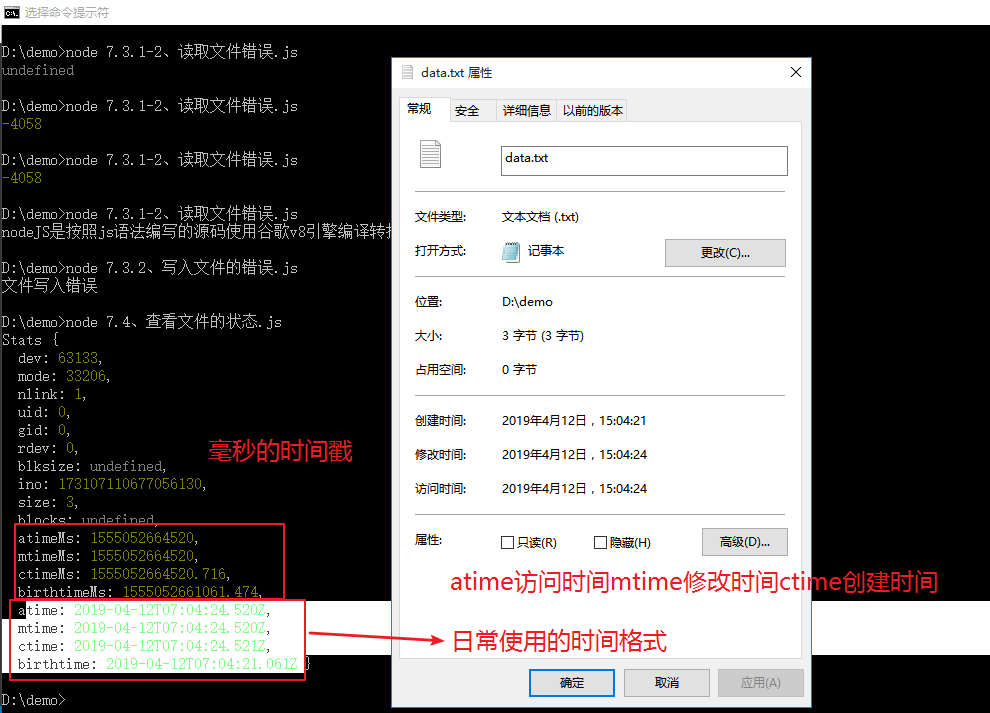 选择命令提示符
D:\demo>node 7.3.1-2、读取文件错误.js
undefined
D:\demo>node 7.3.1-2、读取文件错误.js
-4058
D:\demo>node 7.3.1-2、读取文件错误.js
-4058
D:\demo>node 7.3.1-2、读取文件错误.js
nodeJS是按照js语法编写的源码使用谷歌v8引擎编译转
D:\demo>node 7.3.2、写入文件的错误.js
文件写入错误
D:\demo>node 7.4、查看文件的状态.js
Stats {
dev: 63133,
mode: 33206,
nlink: 1,
uid: 0,
gid: 0,
rdev: 0,
blksize: undefined,
ino: 173107110677056130,
size: 3,
blocks: undefined,
atimeMs: 1555052664520,
mtimeMs: 1555052664520,
ctimeMs: 1555052664520.716,
birthtimeMs: 1555052661061.474,
atime: 2019-04-12T07:04:24.520Z,
mtime: 2019-04-12T07:04:24.520Z,
ctime: 2019-04-12T07:04:24.521Z,
birthtime: 2019-04-12T07:04:21.061Z }
D:\demo>
毫秒的时间戳
data.txt 属性
常规 安全 详细信息 以前的版本
data.txt
文件类型: 文本文档 (.txt)
打开方式: 记事本 更改(C)...
位置: D:\demo
大小: 3 字节 (3 字节)
占用空间: 0 字节
创建时间: 2019年4月12日，15:04:21
修改时间: 2019年4月12日，15:04:24
访问时间: 2019年4月12日，15:04:24
属性: 只读(R) 隐藏(H) 高级(D)...
atime访问时间mtime修改时间ctime创建时间
日常使用的时间格式
确定 取消 应用(A)